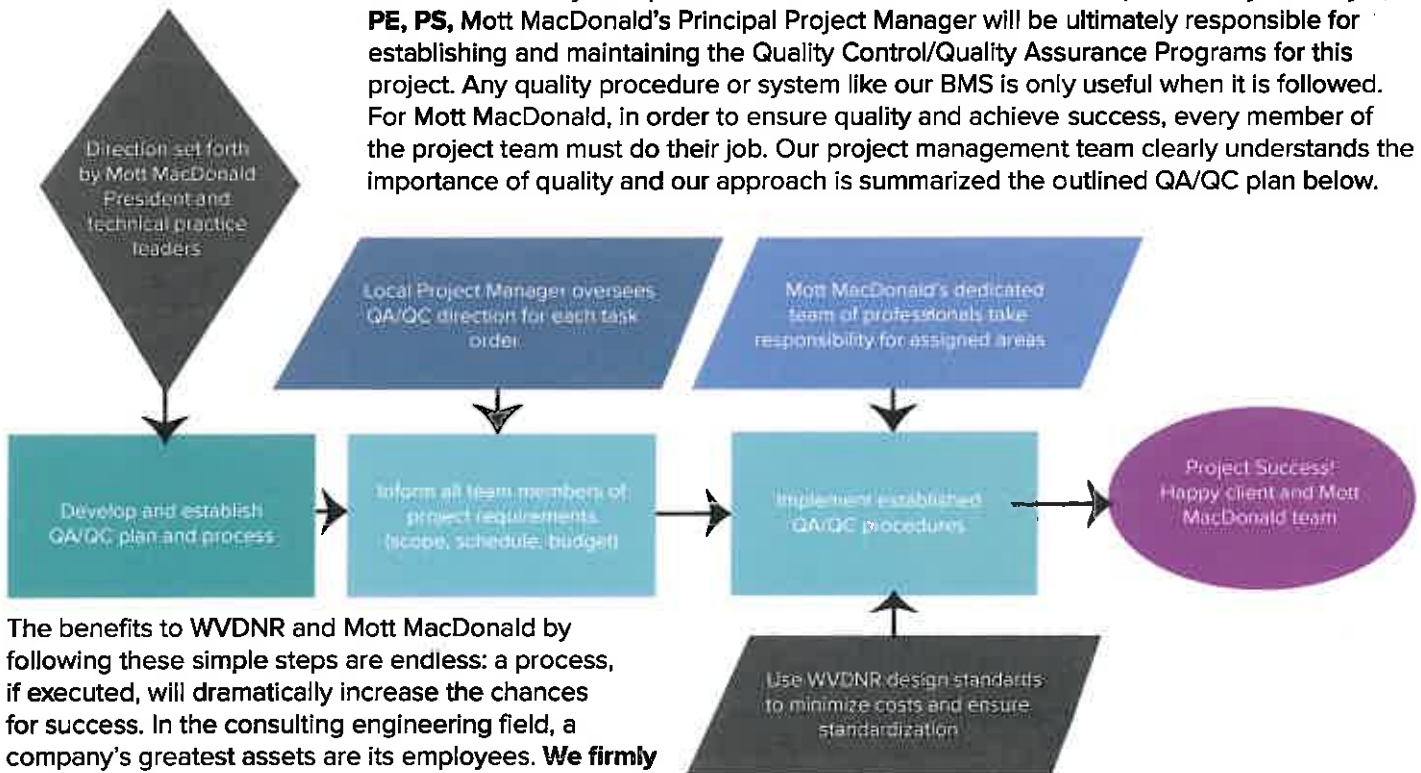 PE, PS, Mott MacDonald's Principal Project Manager will be ultimately responsible for
establishing and maintaining the Quality Control/Quality Assurance Programs for this
project. Any quality procedure or system like our BMS is only useful when it is followed.
For Mott MacDonald, in order to ensure quality and achieve success, every member of
the project team must do their job. Our project management team clearly understands the
importance of quality and our approach is summarized the outlined QA/QC plan below.
Direction set forth
by Mott MacDonald
President and
technical practice
leaders
Local Project Manager oversees
QA/QC direction for each task
order
Mott MacDonald's dedicated
team of professionals take
responsibility for assigned areas
Develop and establish
QA/QC plan and process
Inform all team members of
project requirements
(scope, schedule, budget)
Implement established
QA/QC procedures
Project Success!
Happy client and Mott
MacDonald team
Use WVDNR design standards
to minimize costs and ensure
standardization
The benefits to WVDNR and Mott MacDonald by
following these simple steps are endless: a process,
if executed, will dramatically increase the chances
for success. In the consulting engineering field, a
company's greatest assets are its employees. We firmly